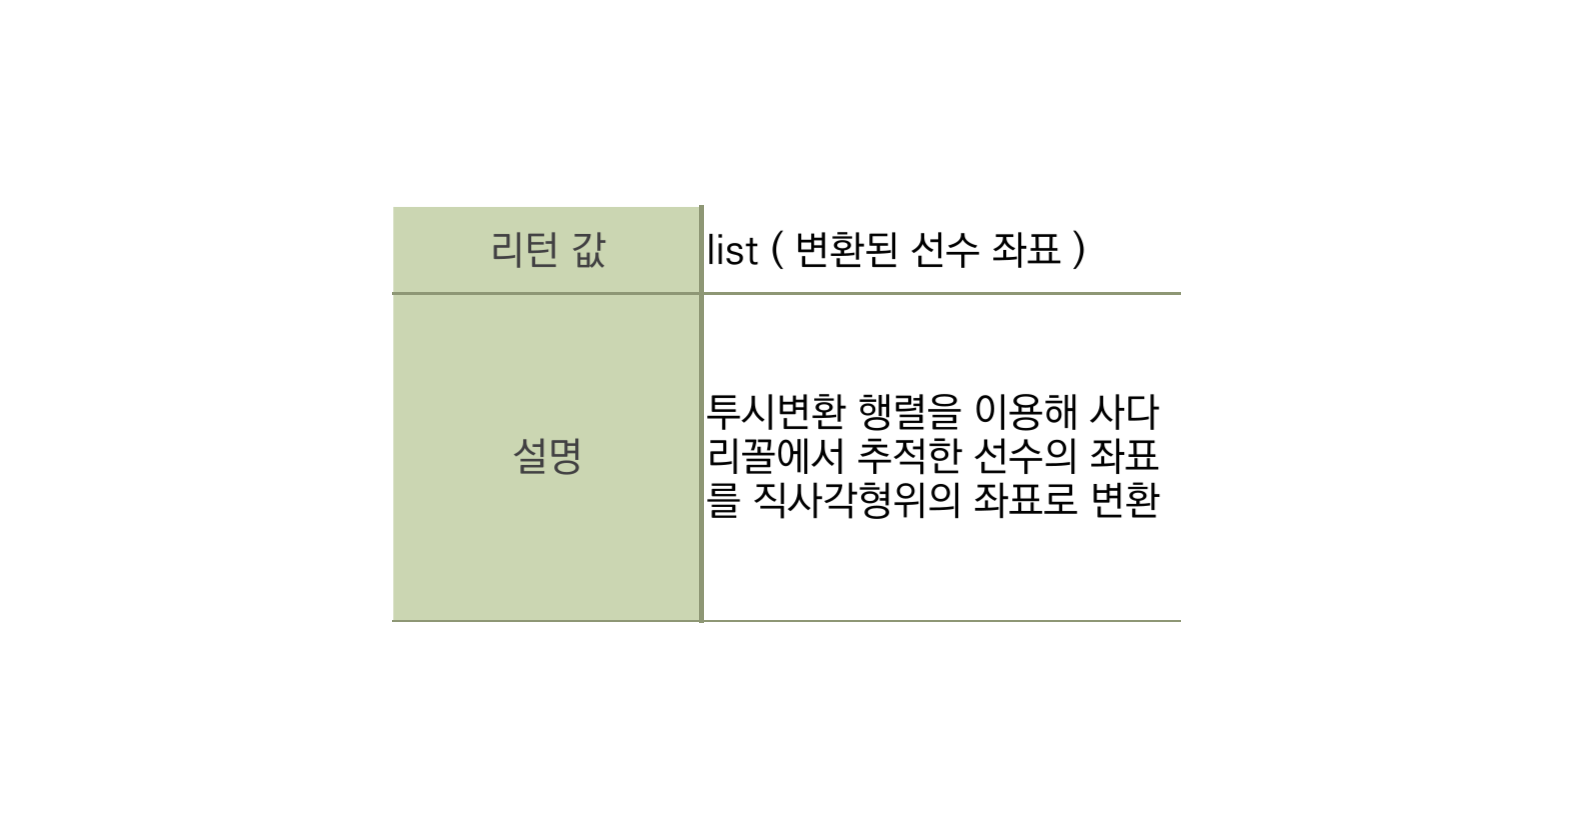 리턴 값
list ( 변환된 선수 좌표 )
설명
투시변환 행렬을 이용해 사다
리꼴에서 추적한 선수의 좌표
를 직사각형위의 좌표로 변환